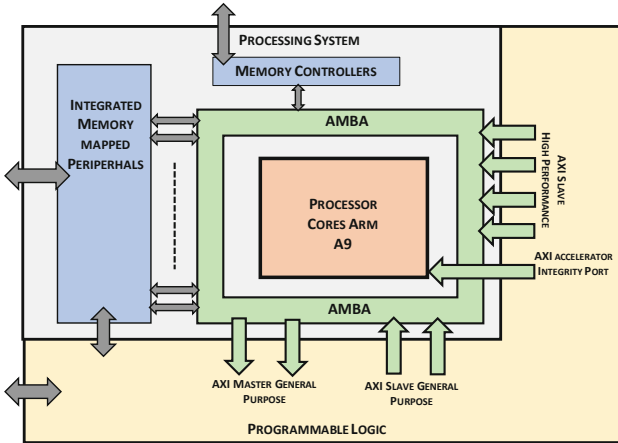 PROCESSING SYSTEM
MEMORY CONTROLLERS
INTEGRATED
MEMORY
MAPPED
PERIPERHALS
AMBA
PROCESSOR
CORES ARM
A9
AMBA
AXI SLAVE
HIGH PERFORMANCE
AXI ACCELERATOR
INTEGRITY PORT
AXI MASTER GENERAL
PURPOSE
AXI SLAVE GENERAL
PURPOSE
PROGRAMMABLE LOGIC